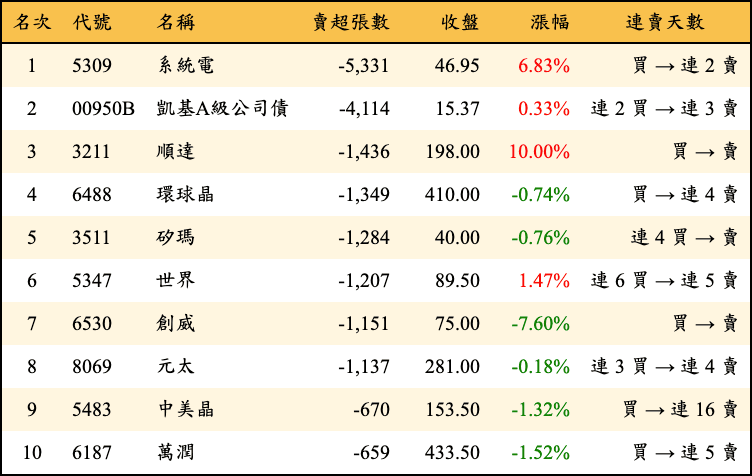 名次 代號 名稱 賣超張數 收盤 漲幅 連賣天數
1 5309 系統電 -5,331 46.95 6.83% 買 → 連 2 賣
2 00950B 凱基A級公司債 -4,114 15.37 0.33% 連 2 買 → 連 3 賣
3 3211 順達 -1,436 198.00 10.00% 買 → 賣
4 6488 環球晶 -1,349 410.00 -0.74% 買 → 連 4 賣
5 3511 矽瑪 -1,284 40.00 -0.76% 連 4 買 → 賣
6 5347 世界 -1,207 89.50 1.47% 連 6 買 → 連 5 賣
7 6530 創威 -1,151 75.00 -7.60% 買 → 賣
8 8069 元太 -1,137 281.00 -0.18% 連 3 買 → 連 4 賣
9 5483 中美晶 -670 153.50 -1.32% 買 → 連 16 賣
10 6187 萬潤 -659 433.50 -1.52% 買 → 連 5 賣